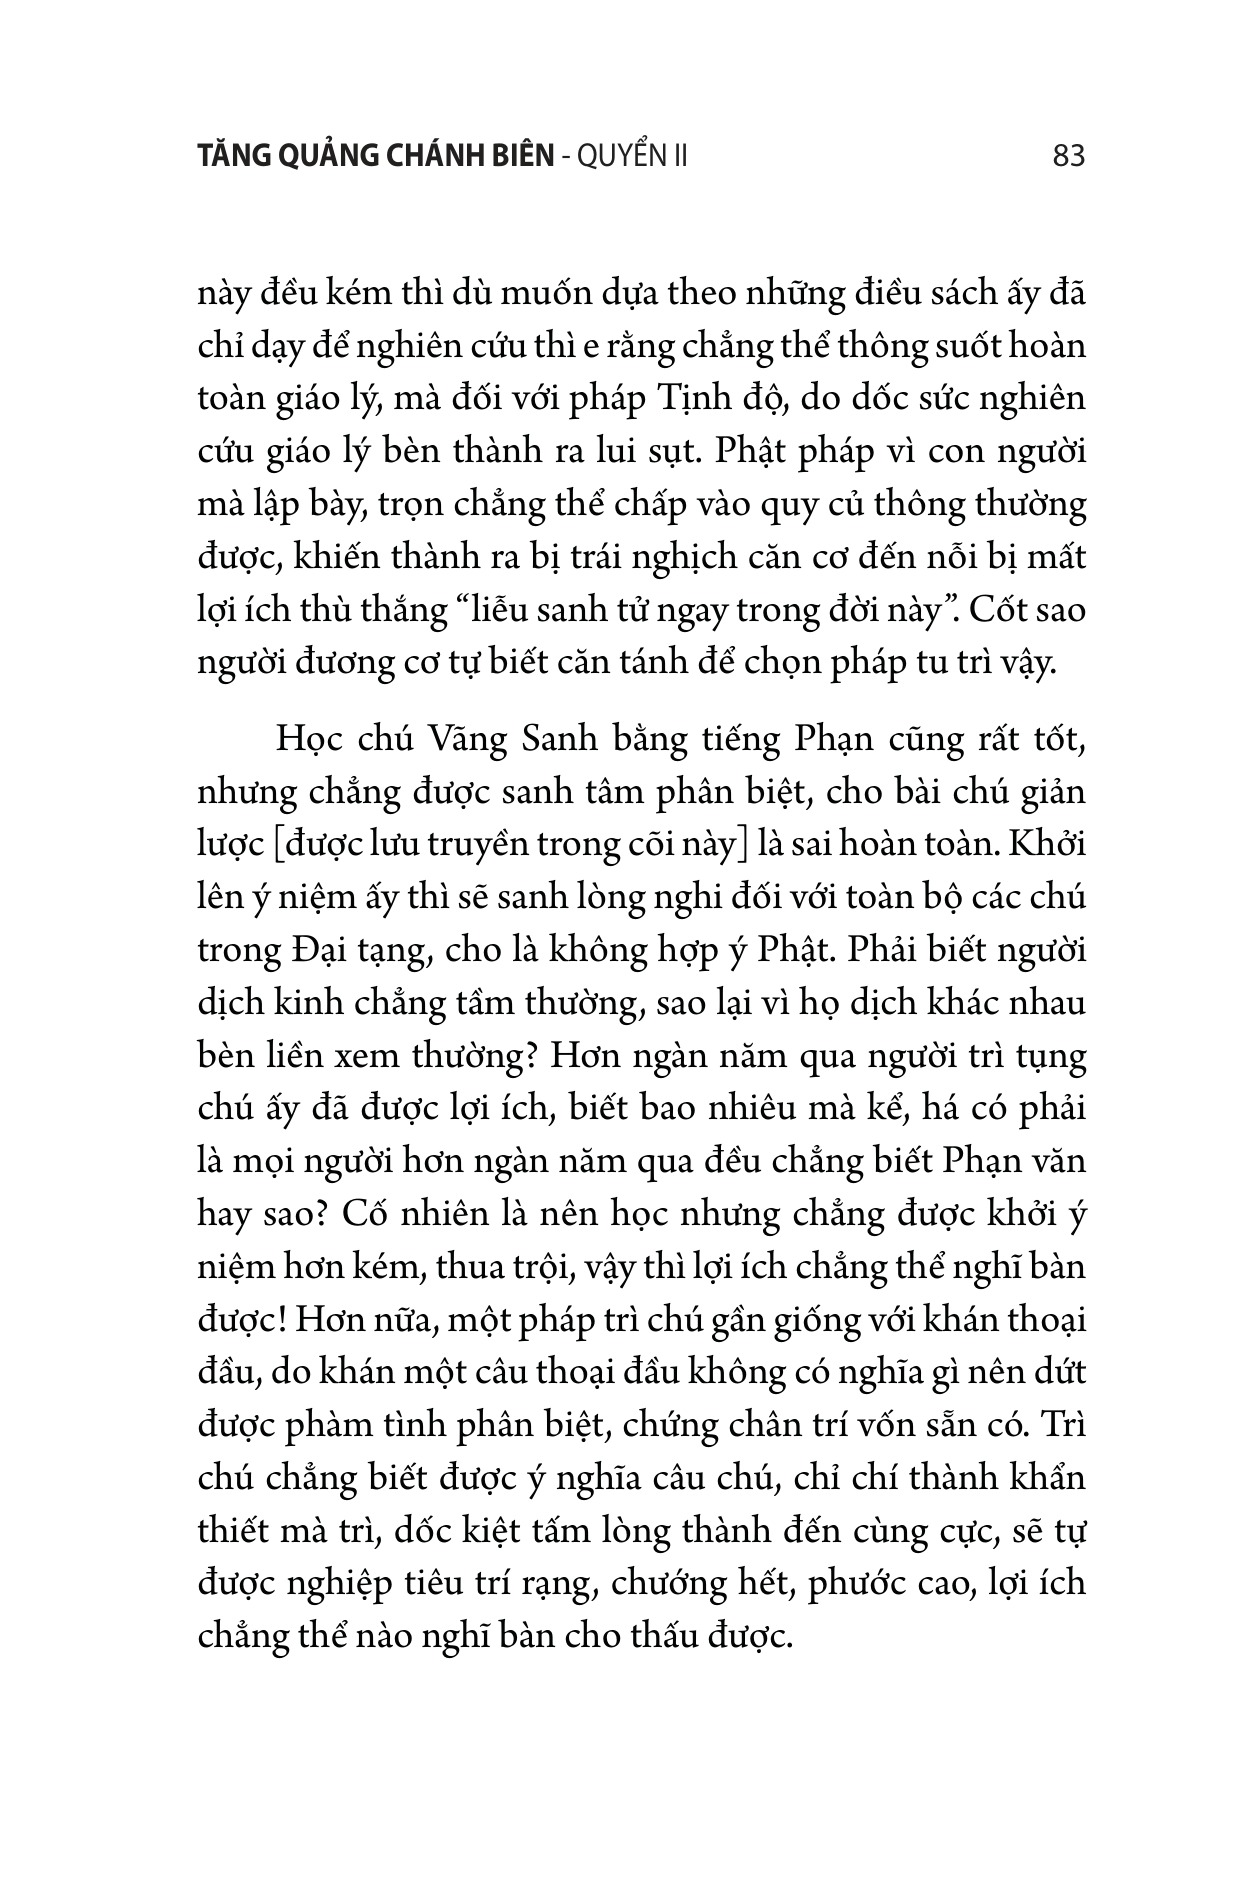 TĂNG QUẢNG CHÁNH BIÊN - QUYỂN II 83
này đều kém thì dù muốn dựa theo những điều sách ấy đã
chỉ dạy để nghiên cứu thì e rằng chẳng thể thông suốt hoàn
toàn giáo lý, mà đối với pháp Tịnh độ, do dốc sức nghiên
cứu giáo lý bèn thành ra lui sụt. Phật pháp vì con người
mà lập bày, trọn chẳng thể chấp vào quy củ thông thường
được, khiến thành ra bị trái nghịch căn cơ đến nỗi bị mất
lợi ích thù thắng “liễu sanh tử ngay trong đời này”. Cốt sao
người đương cơ tự biết căn tánh để chọn pháp tu trì vậy.
Học chú Vãng Sanh bằng tiếng Phạn cũng rất tốt,
nhưng chẳng được sanh tâm phân biệt, cho bài chú giản
lược [được lưu truyền trong cõi này] là sai hoàn toàn. Khởi
lên ý niệm ấy thì sẽ sanh lòng nghi đối với toàn bộ các chú
trong Đại tạng, cho là không hợp ý Phật. Phải biết người
dịch kinh chẳng tầm thường, sao lại vì họ dịch khác nhau
bèn liền xem thường? Hơn ngàn năm qua người trì tụng
chú ấy đã được lợi ích, biết bao nhiêu mà kể, há có phải
là mọi người hơn ngàn năm qua đều chẳng biết Phạn văn
hay sao? Cố nhiên là nên học nhưng chẳng được khởi ý
niệm hơn kém, thua trội, vậy thì lợi ích chẳng thể nghĩ bàn
được! Hơn nữa, một pháp trì chú gần giống với khán thoại
đầu, do khán một câu thoại đầu không có nghĩa gì nên dứt
được phàm tình phân biệt, chứng chân trí vốn sẵn có. Trì
chú chẳng biết được ý nghĩa câu chú, chỉ chí thành khẩn
thiết mà trì, dốc kiệt tấm lòng thành đến cùng cực, sẽ tự
được nghiệp tiêu trí rạng, chướng hết, phước cao, lợi ích
chẳng thể nào nghĩ bàn cho thấu được.